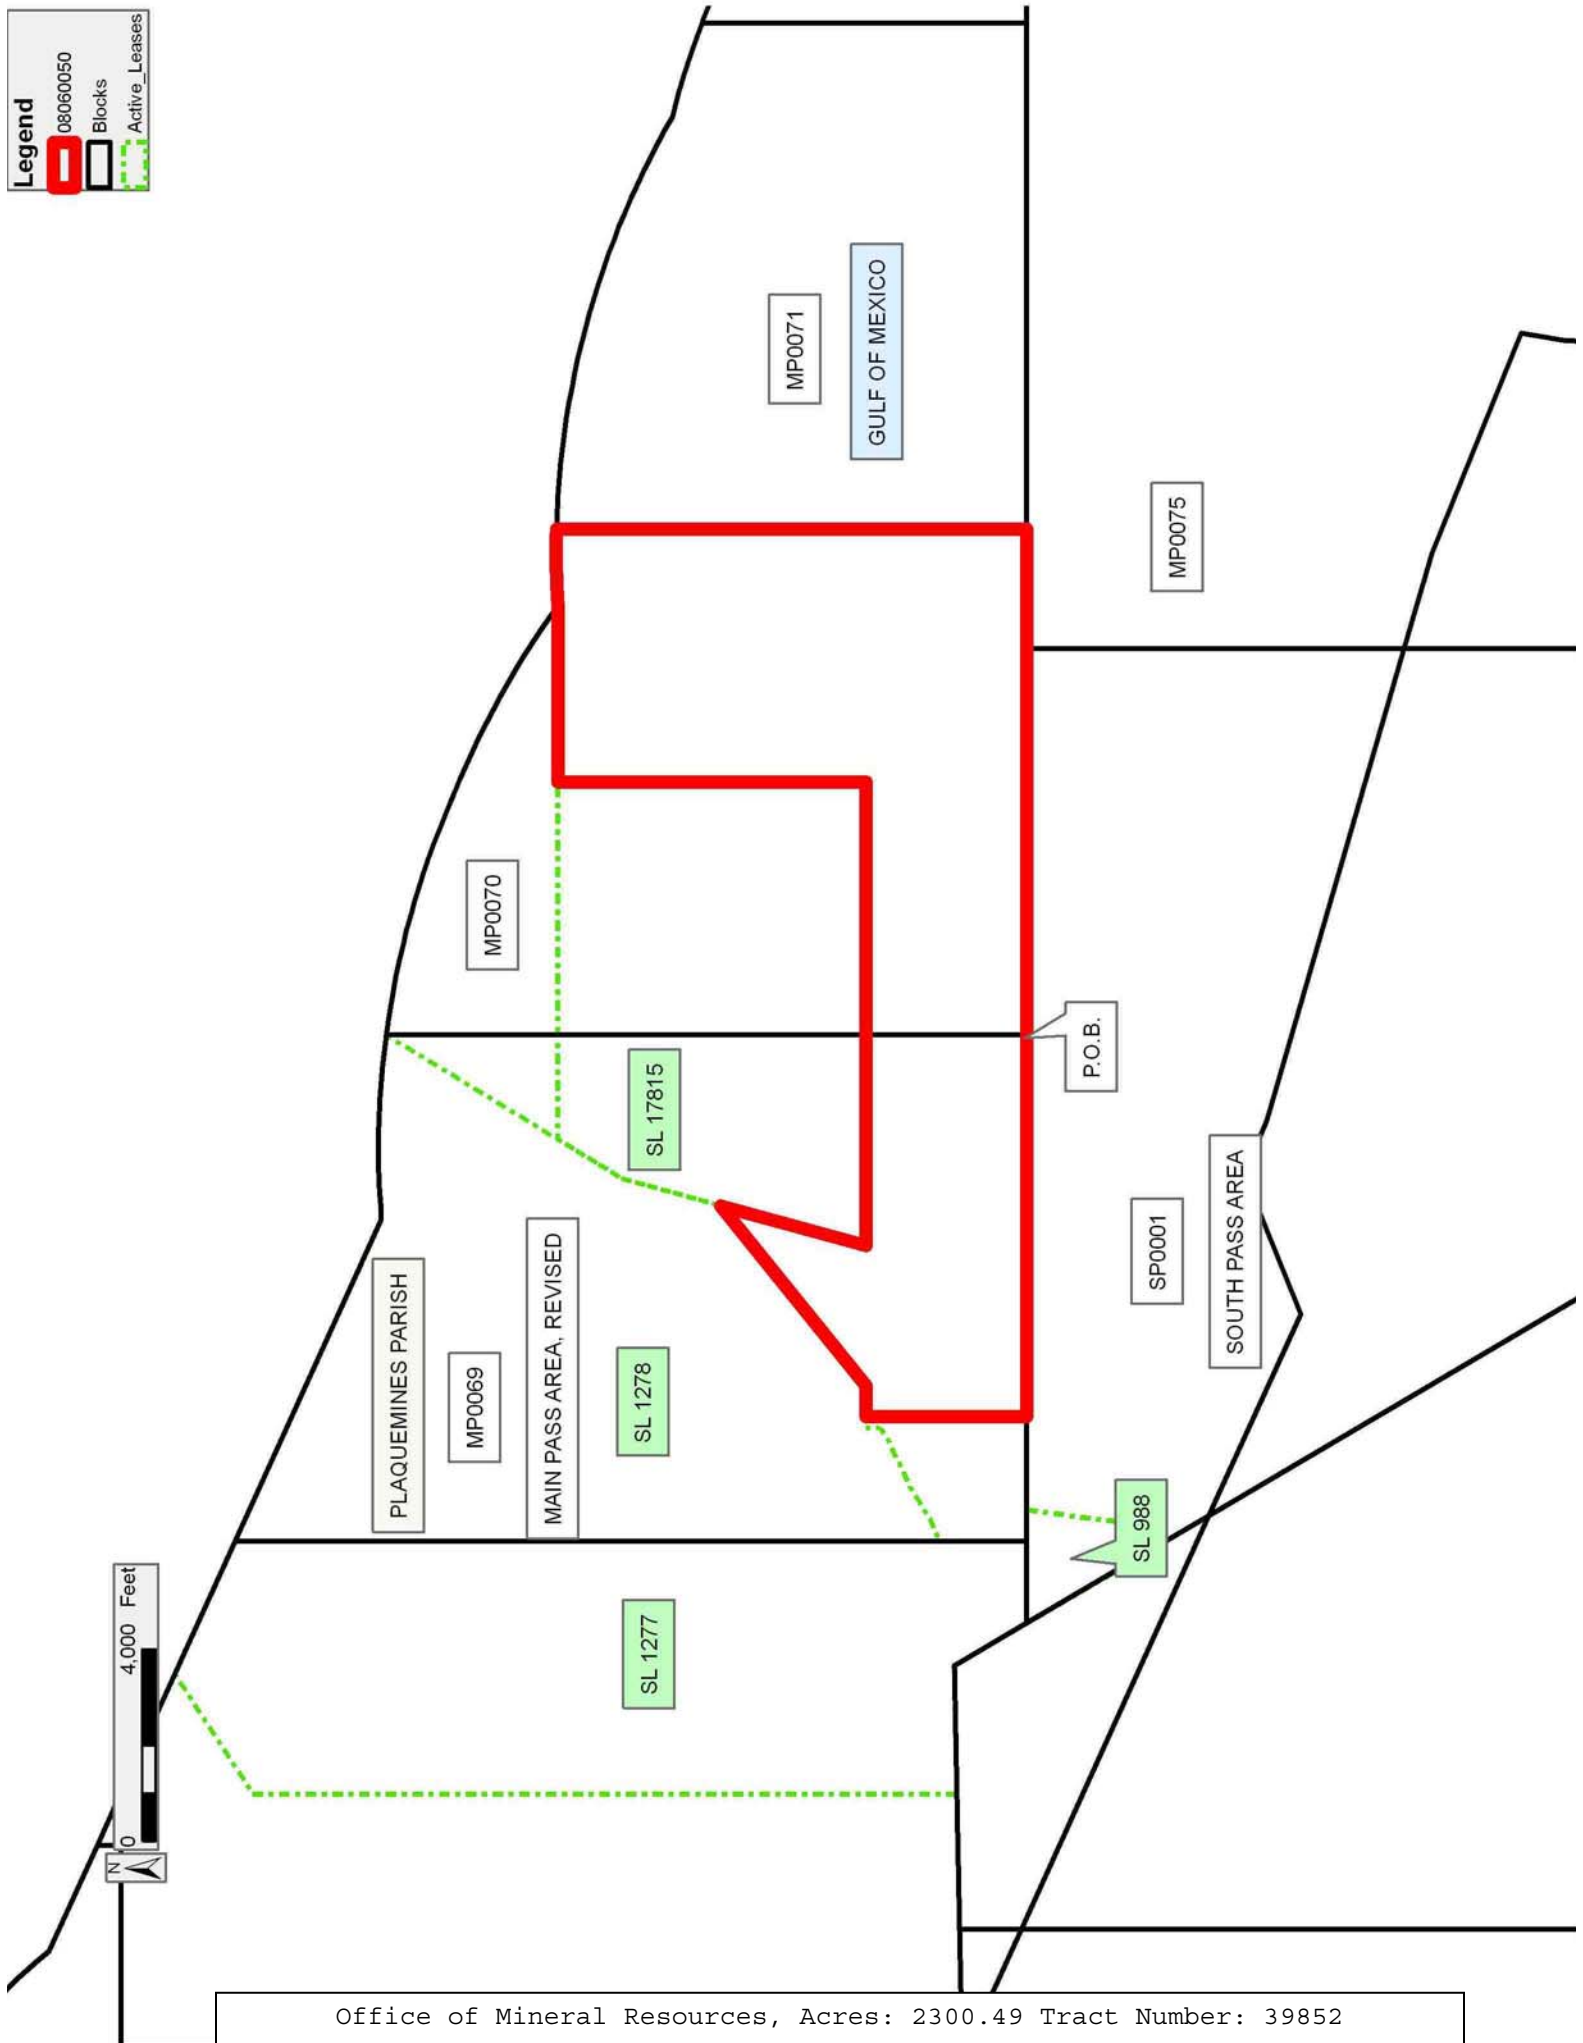 Legend
08060050
Blocks
Active_Leases
0 4,000 Feet
N
PLAQUEMINES PARISH
MP0069
MAIN PASS AREA, REVISED
SL 1278
SL 1277
MP0070
SL 17815
MP0071
GULF OF MEXICO
P.O.B.
MP0075
SP0001
SOUTH PASS AREA
SL 988
Office of Mineral Resources, Acres: 2300.49 Tract Number: 39852